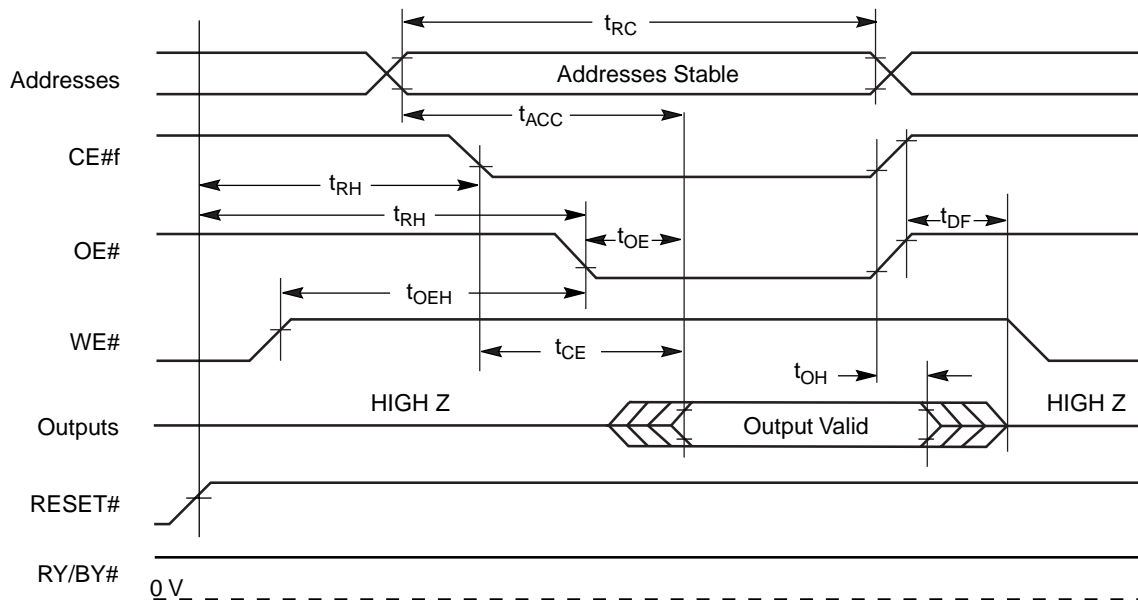 tRC
Addresses
Addresses Stable
tACC
CE#f
tRH
tRH
tOE
tDF
OE#
tOEH
WE#
tCE
tOH
HIGH Z
HIGH Z
Outputs
Output Valid
RESET#
RY/BY#
0 V